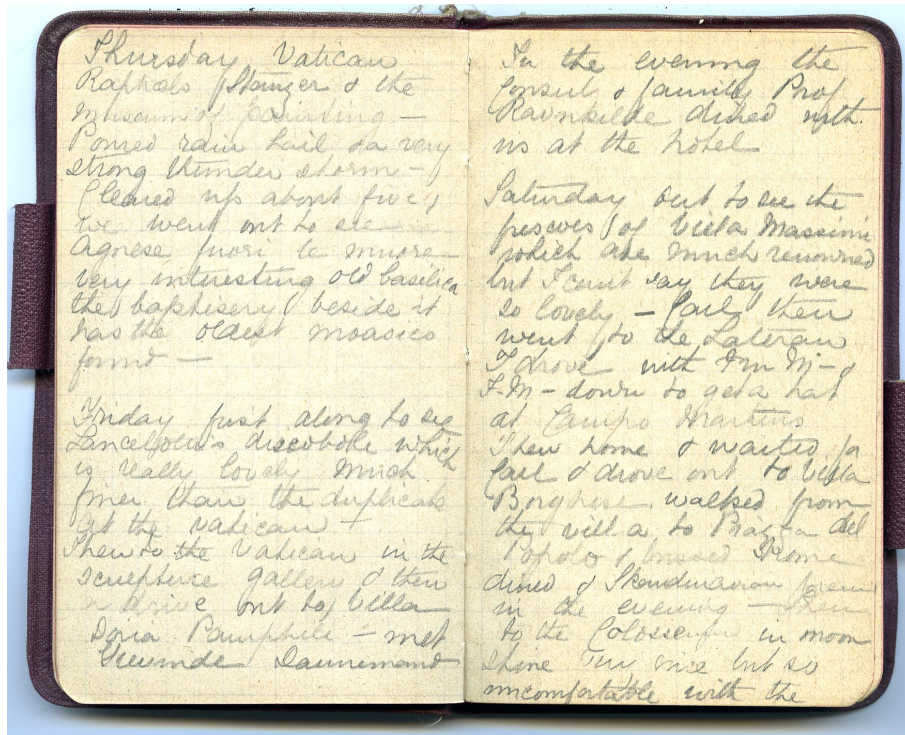 Thursday Vatican
Raphaels Stanzer & the
Museum of painting —
Poured rain hail & a very
strong thunder storm —
Cleared up about five &
we went out to see
Agnese fuori le mure
very interesting old basilica
the baptisery beside it
has the oldest moasics
found —
Friday first along to see
Lancellotti's discobole which
is really lovely much
finer than the duplicate
at the Vatican —
Then to the Vatican in the
sculpture gallery & then
a drive out to Villa
Doria Pamphili — met
In the evening the
Consul & family Prof
Ravnkilde dined with
us at the hotel
Saturday out to see the
frescoes of Villa Massimi
which are much renowned
but I can't say they were
so lovely — Carl then
went to the Lateran
I drove with Fm M— &
F. M — down to get a hat
at Campo Martius
Then home & waited for
Carl & drove out to Villa
Borghese walked from
the villa to Piazza del
Popolo & bussed home
dined & Skandinavian
in the evening — Then
to the Colosseum in moon
shine very nice but so
uncomfortable with the